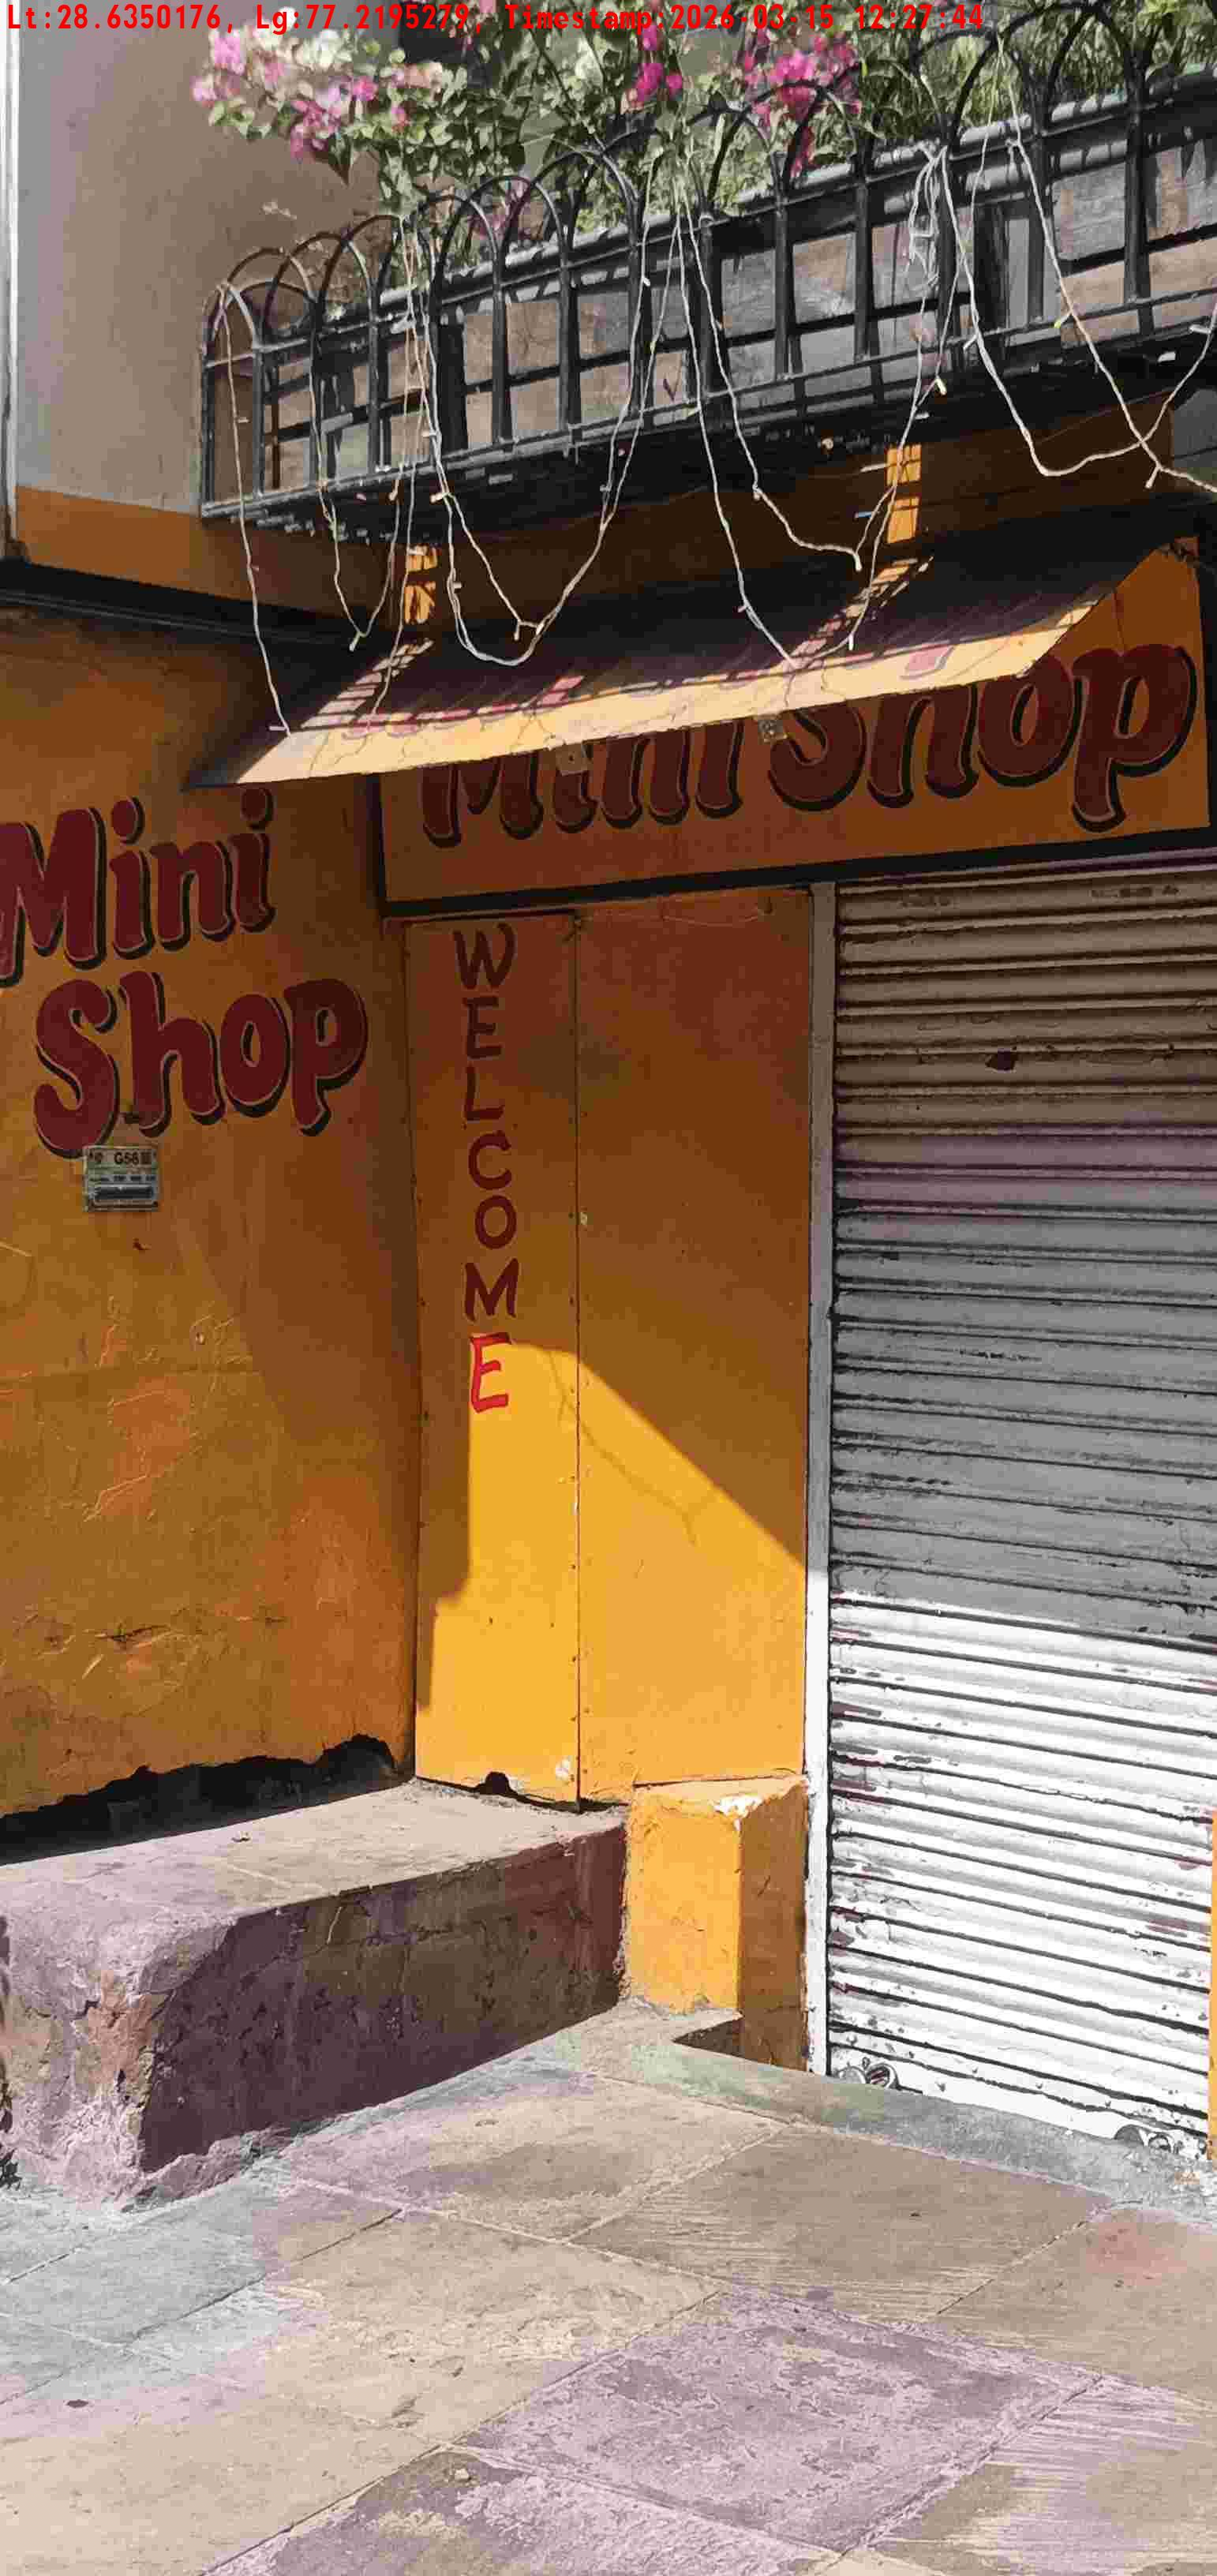 Lt:28.6350176, Lg:77.2195279, Timestamp:2026-03-15 12:27:44
Mini Shop
Mini
Shop
G56
WELCOME